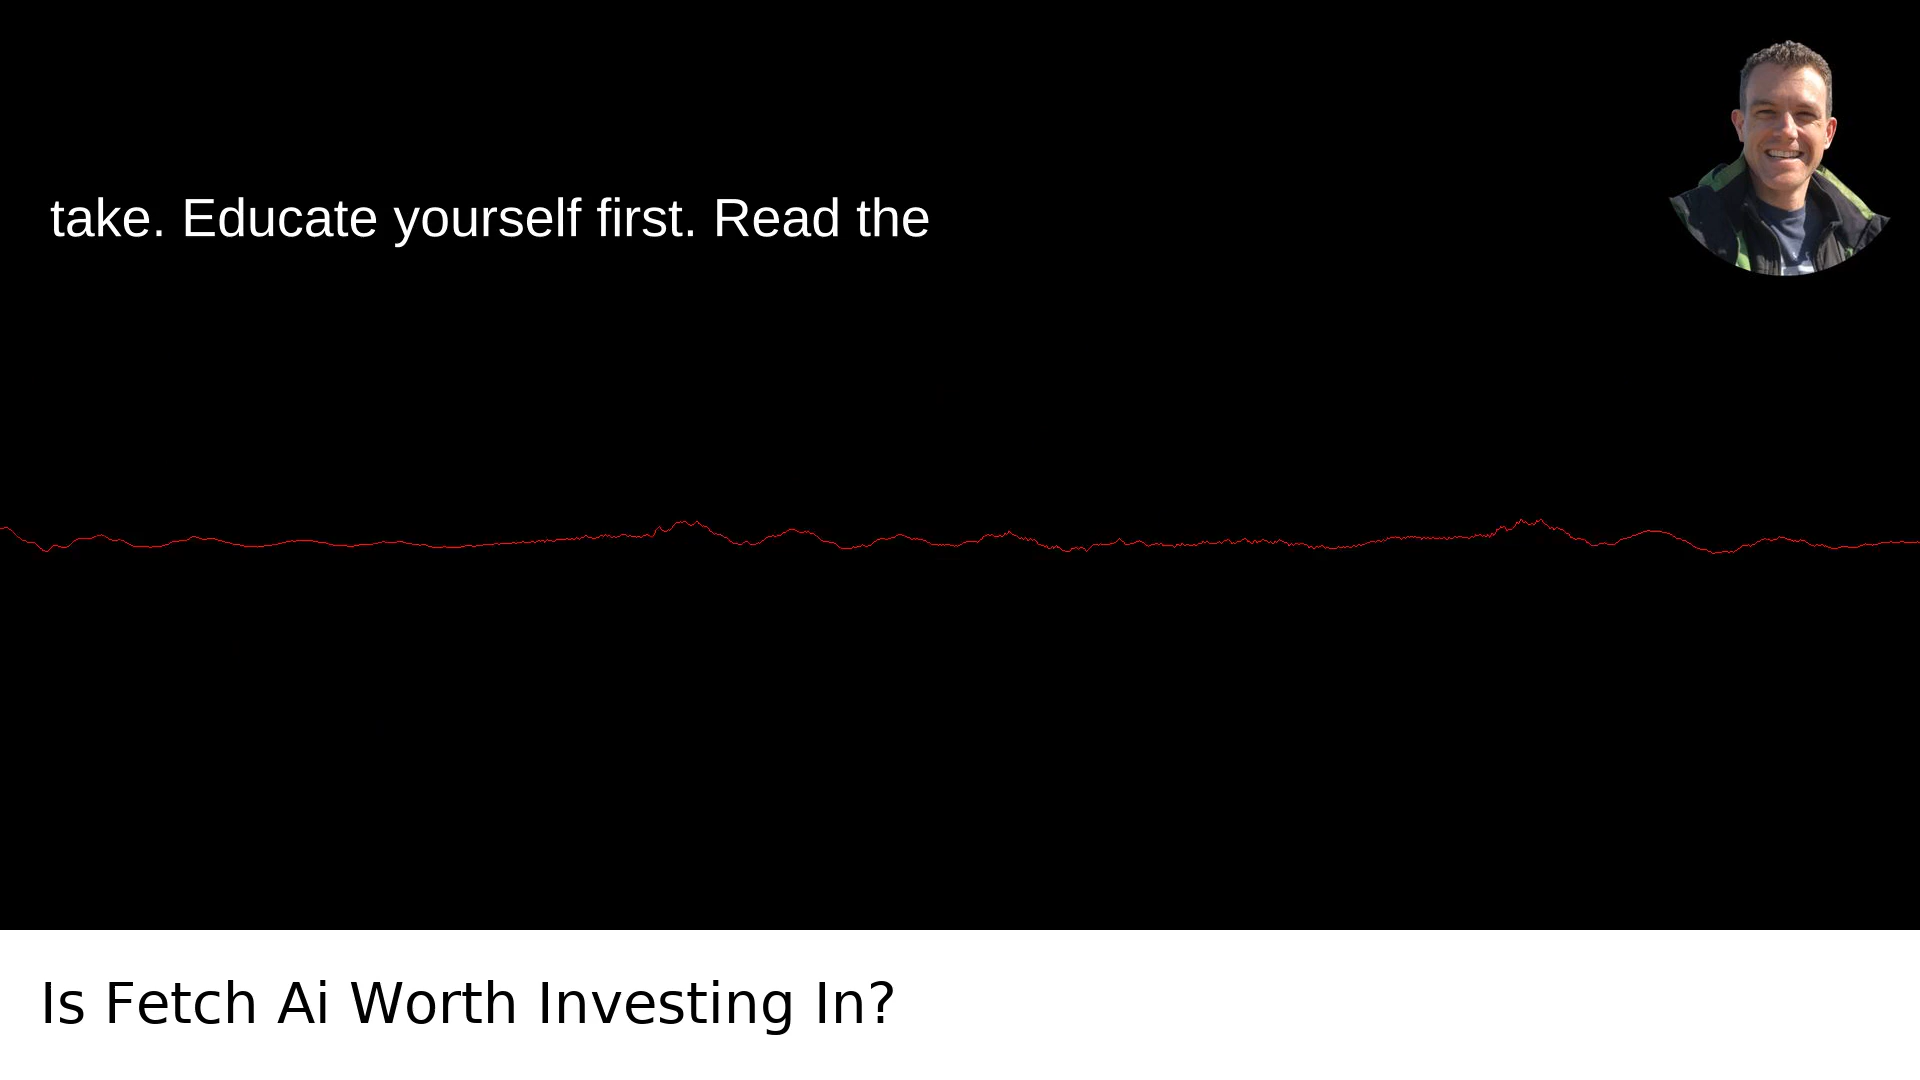 take. Educate yourself first. Read the
Is Fetch Ai Worth Investing In?